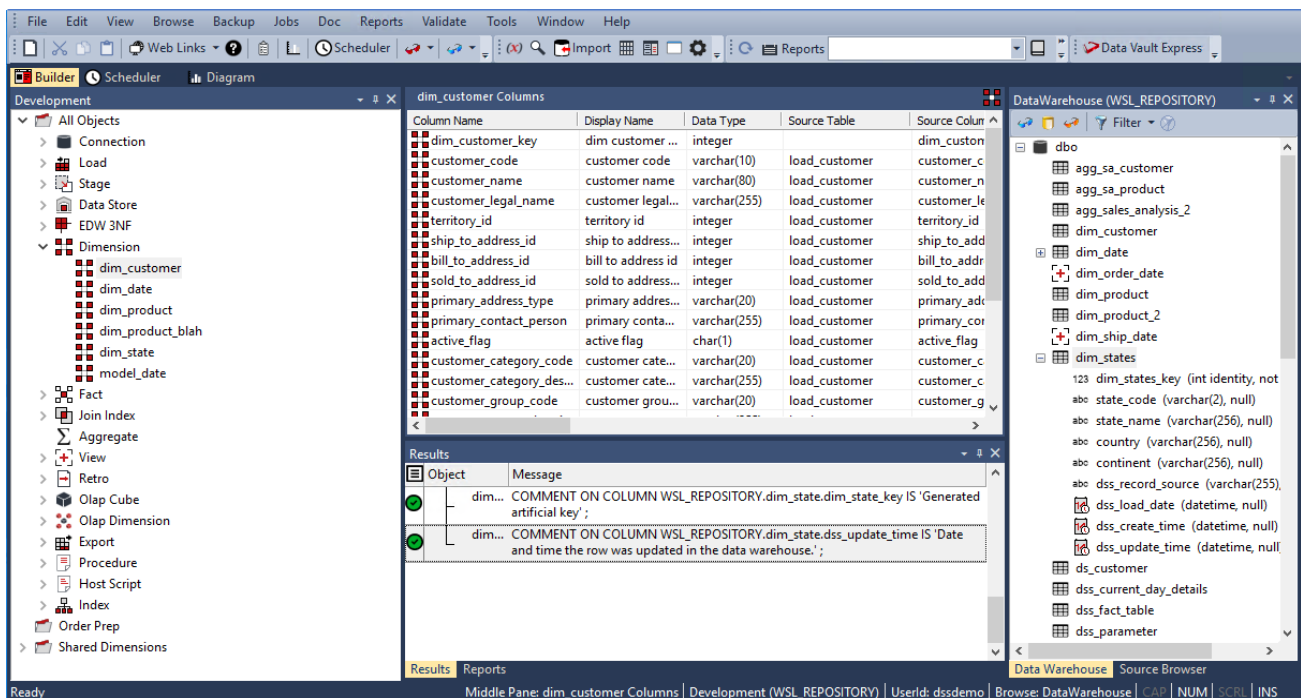 File Edit View Browse Backup Jobs Doc Reports Validate Tools Window Help
Web Links Scheduler (x) Import Reports Data Vault Express
Builder Scheduler Diagram
Development
All Objects
Connection
Load
Stage
Data Store
EDW 3NF
Dimension
dim_customer
dim_date
dim_product
dim_product_blah
dim_state
model_date
Fact
Join Index
Aggregate
View
Retro
Olap Cube
Olap Dimension
Export
Procedure
Host Script
Index
Order Prep
Shared Dimensions
dim_customer Columns
Column Name Display Name Data Type Source Table Source Colum
dim_customer_key dim customer ... integer dim_custom
customer_code customer code varchar(10) load_customer customer_c
customer_name customer name varchar(80) load_customer customer_n
customer_legal_name customer legal... varchar(255) load_customer customer_le
territory_id territory id integer load_customer territory_id
ship_to_address_id ship to address... integer load_customer ship_to_add
bill_to_address_id bill to address id integer load_customer bill_to_addr
sold_to_address_id sold to addres... integer load_customer sold_to_add
primary_address_type primary addres... varchar(20) load_customer primary_add
primary_contact_person primary conta... varchar(255) load_customer primary_cor
active_flag active flag char(1) load_customer active_flag
customer_category_code customer cate... varchar(20) load_customer customer_c
customer_category_des... customer cate... varchar(255) load_customer customer_c
customer_group_code customer grou... varchar(20) load_customer customer_g
Results
Object Message
dim... COMMENT ON COLUMN WSL_REPOSITORY.dim_state.dim_state_key IS 'Generated
artificial key' ;
dim... COMMENT ON COLUMN WSL_REPOSITORY.dim_state.dss_update_time IS 'Date
and time the row was updated in the data warehouse.' ;
Results Reports
DataWarehouse (WSL_REPOSITORY)
Filter
dbo
agg_sa_customer
agg_sa_product
agg_sales_analysis_2
dim_customer
dim_date
dim_order_date
dim_product
dim_product_2
dim_ship_date
dim_states
123 dim_states_key (int identity, not
abc state_code (varchar(2), null)
abc state_name (varchar(256), null)
abc country (varchar(256), null)
abc continent (varchar(256), null)
abc dss_record_source (varchar(255),
dss_load_date (datetime, null)
dss_create_time (datetime, null)
dss_update_time (datetime, null
ds_customer
dss_current_day_details
dss_fact_table
dss_parameter
Data Warehouse Source Browser
Ready Middle Pane: dim_customer Columns Development (WSL_REPOSITORY) UserId: dssdemo Browse: DataWarehouse CAP NUM SCRL INS